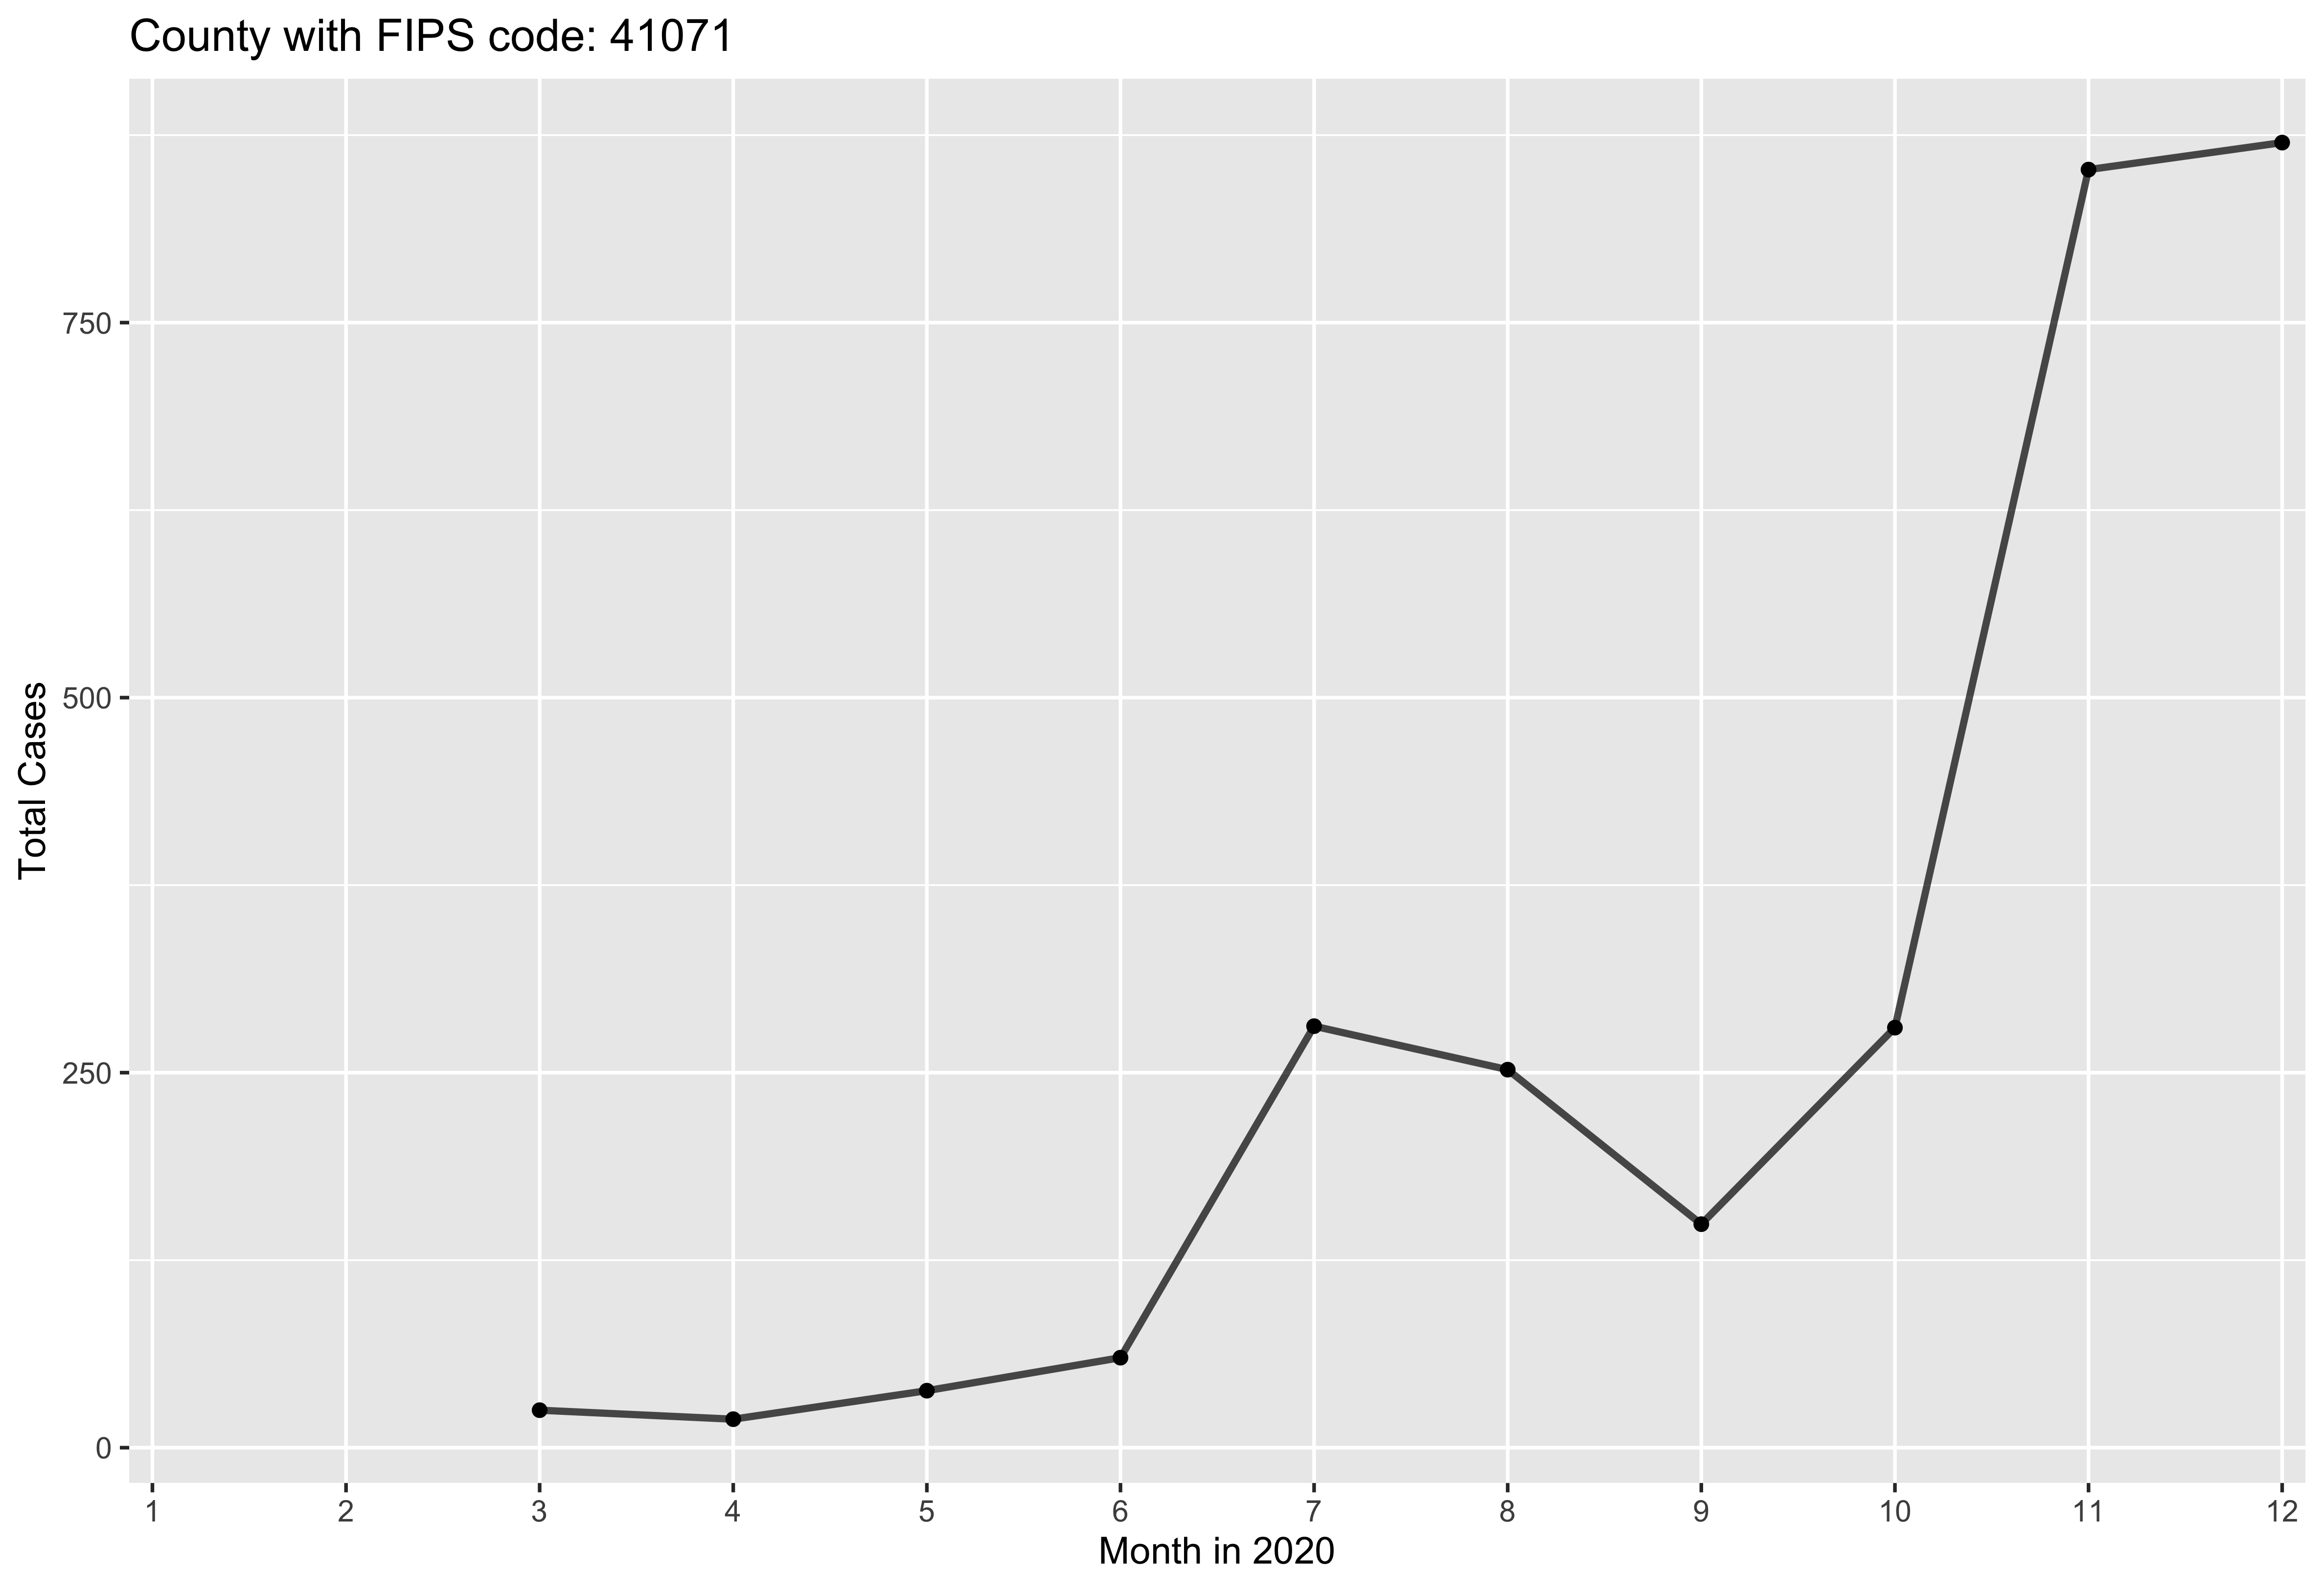 County with FIPS code: 41071
Total Cases
750
500
250
0
1 2 3 4 5 6 7 8 9 10 11 12
Month in 2020